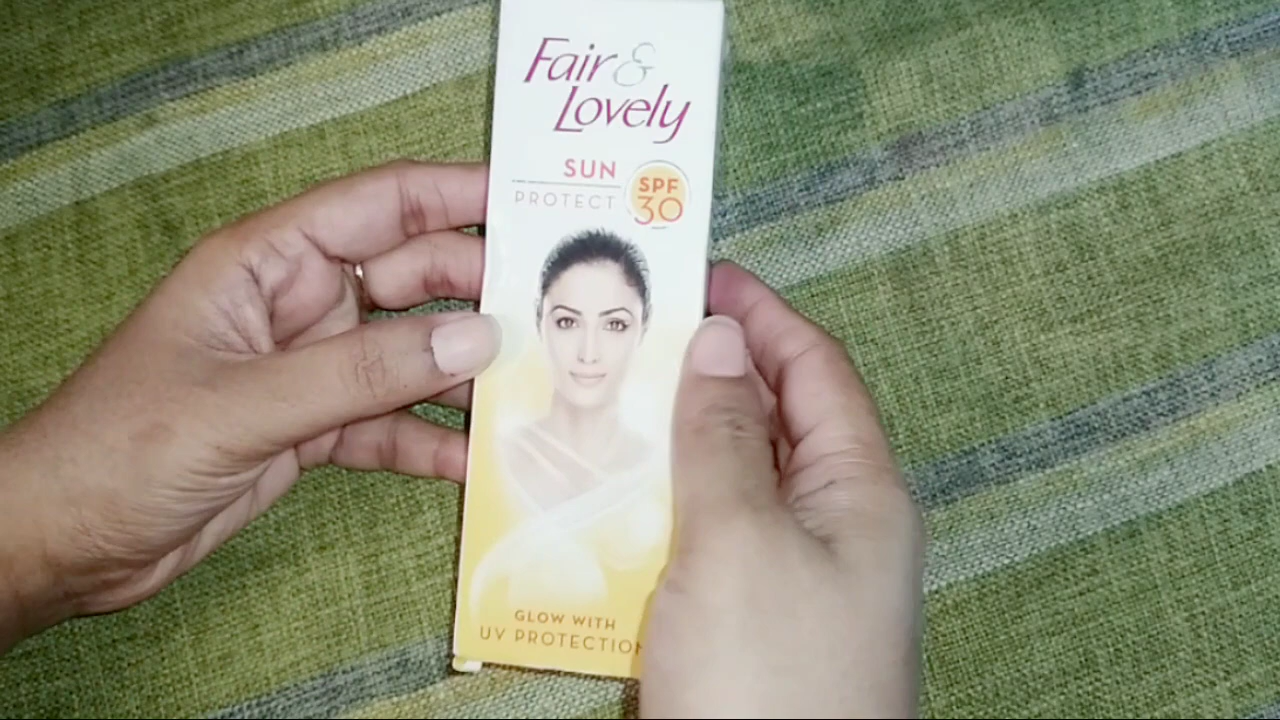 Fair &
Lovely
SUN
PROTECT
SPF
30
GLOW WITH
UV PROTECTION